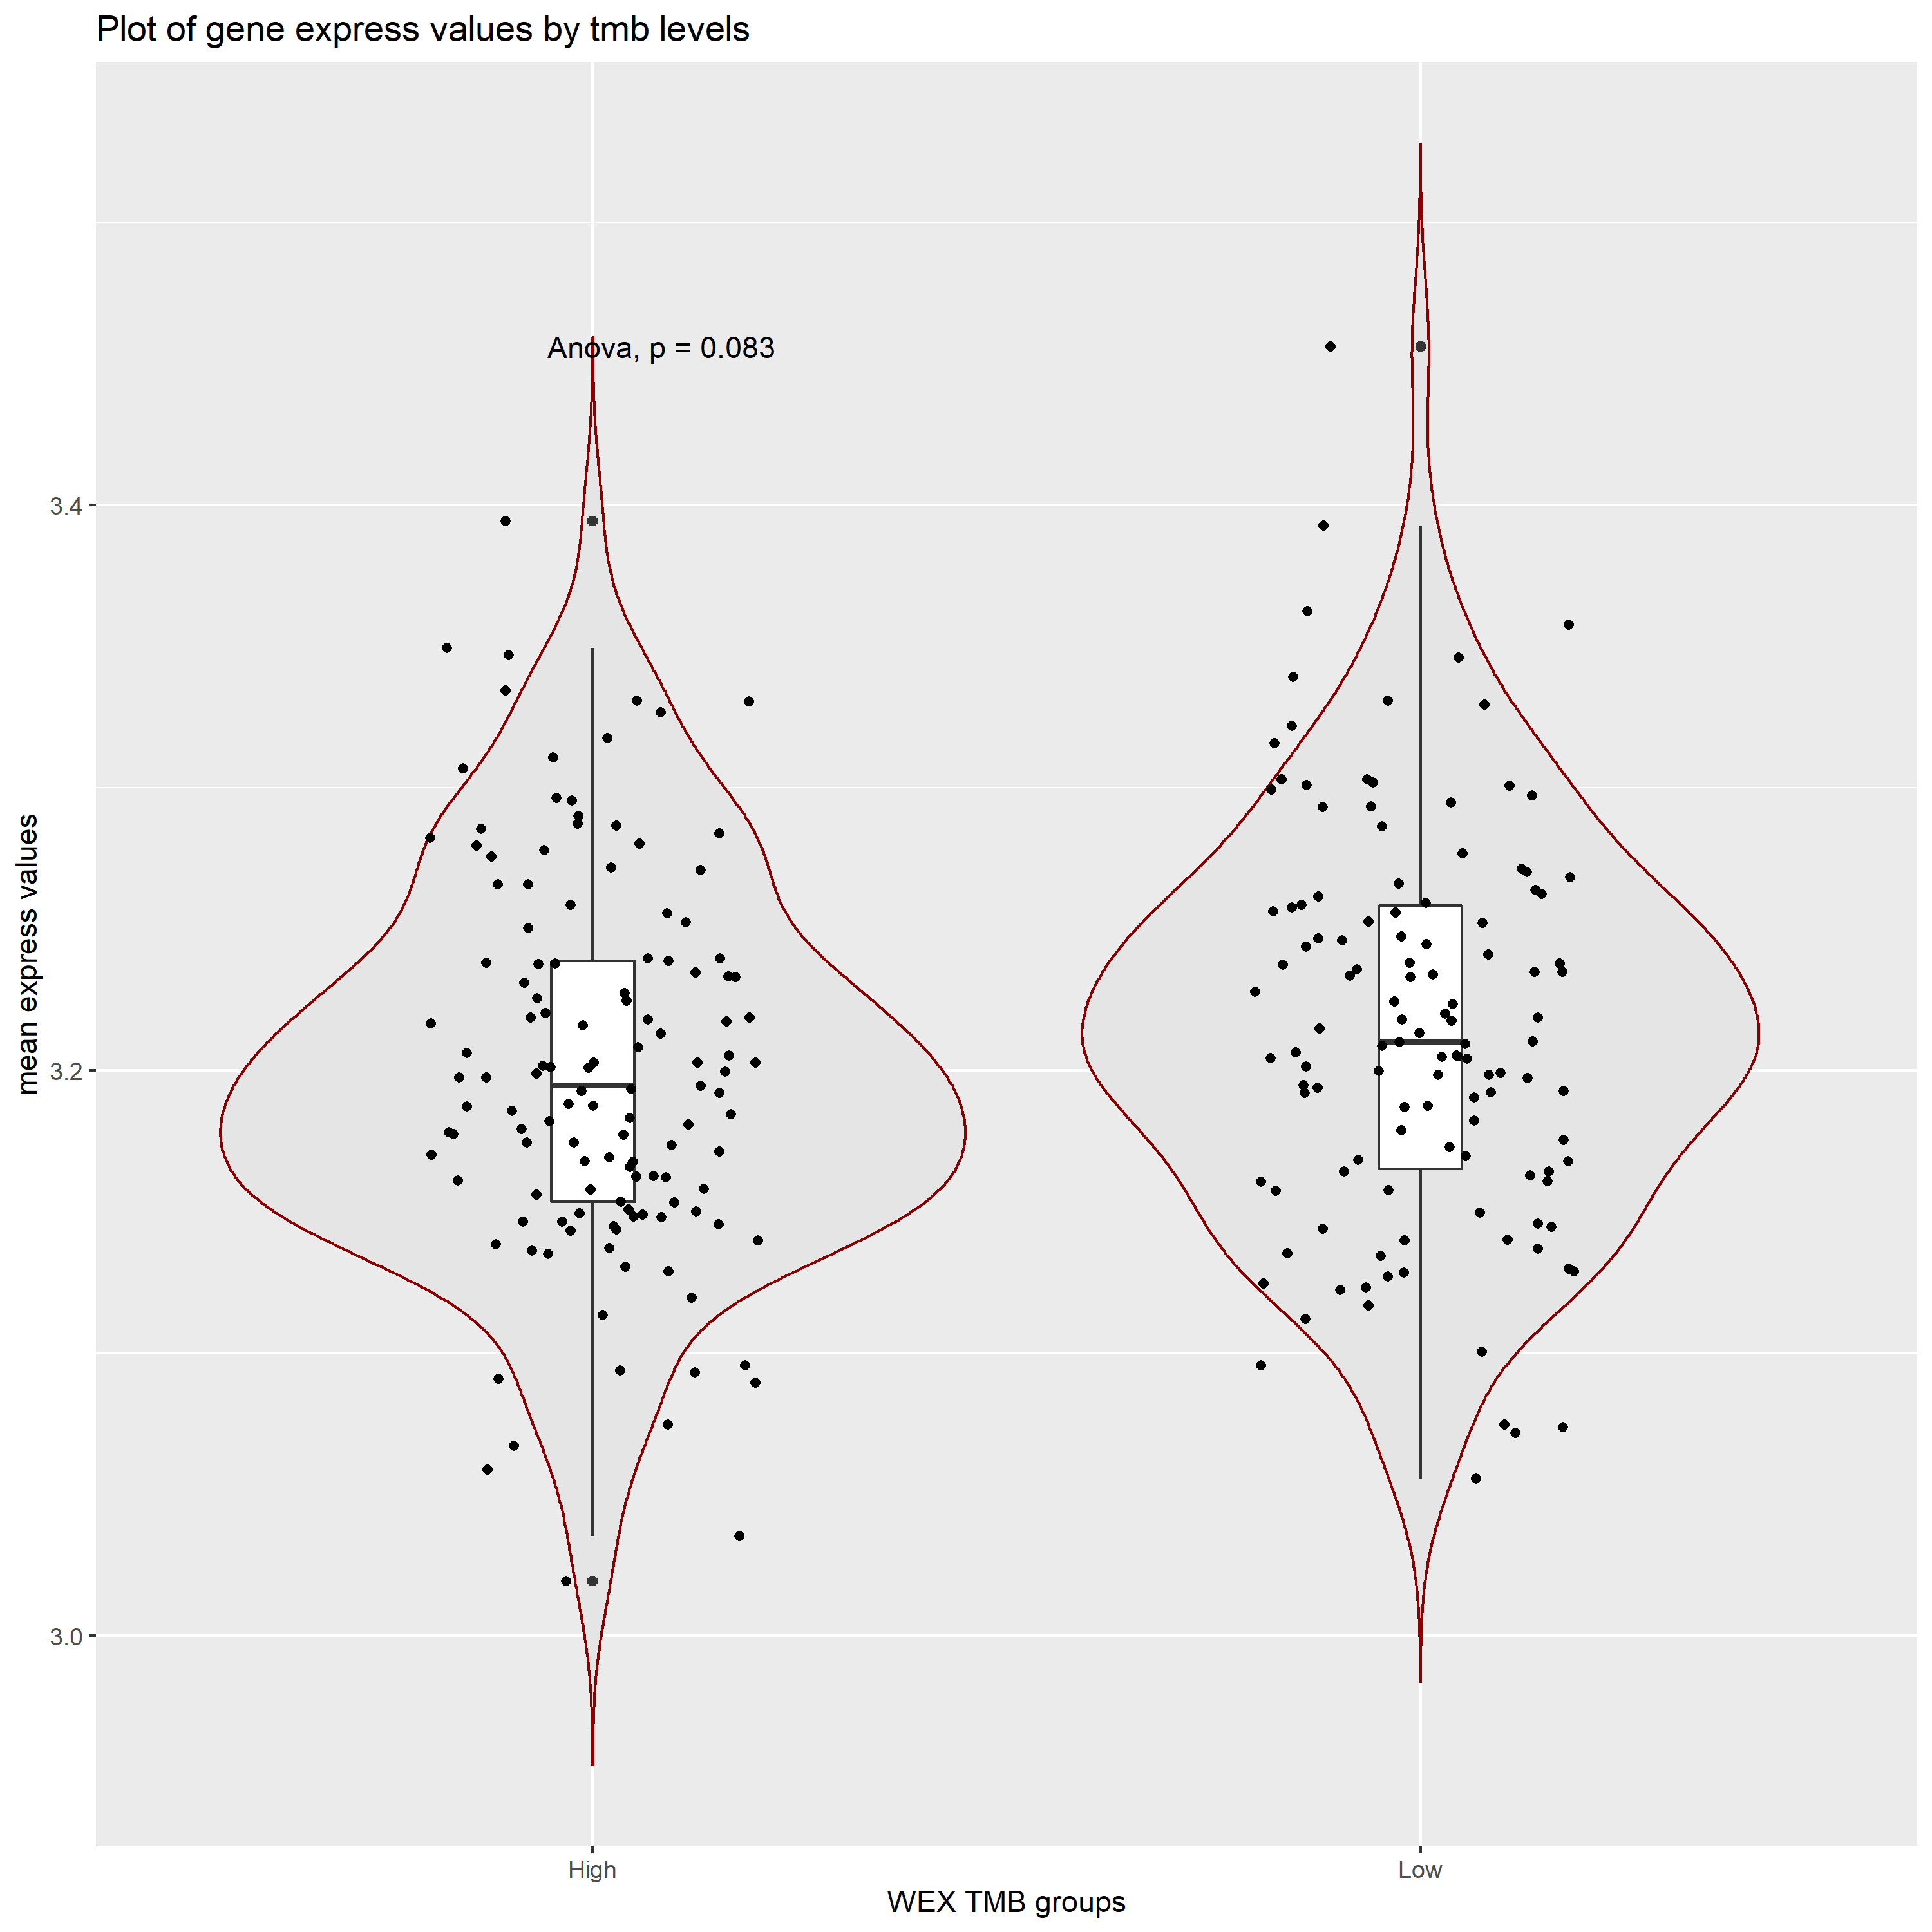 Plot of gene express values by tmb levels
Anova, p = 0.083
3.4
3.2
3.0
mean express values
High
Low
WEX TMB groups